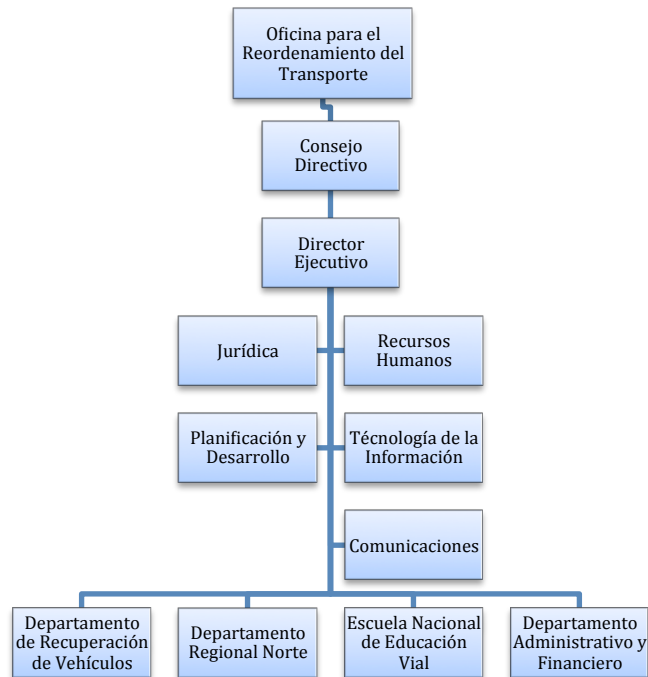 Oficina para el
Reordenamiento del
Transporte
Consejo
Directivo
Director
Ejecutivo
Jurídica
Recursos
Humanos
Planificación y
Desarrollo
Técnología de la
Información
Comunicaciones
Departamento
de Recuperación
de Vehículos
Departamento
Regional Norte
Escuela Nacional
de Educación
Vial
Departamento
Administrativo y
Financiero